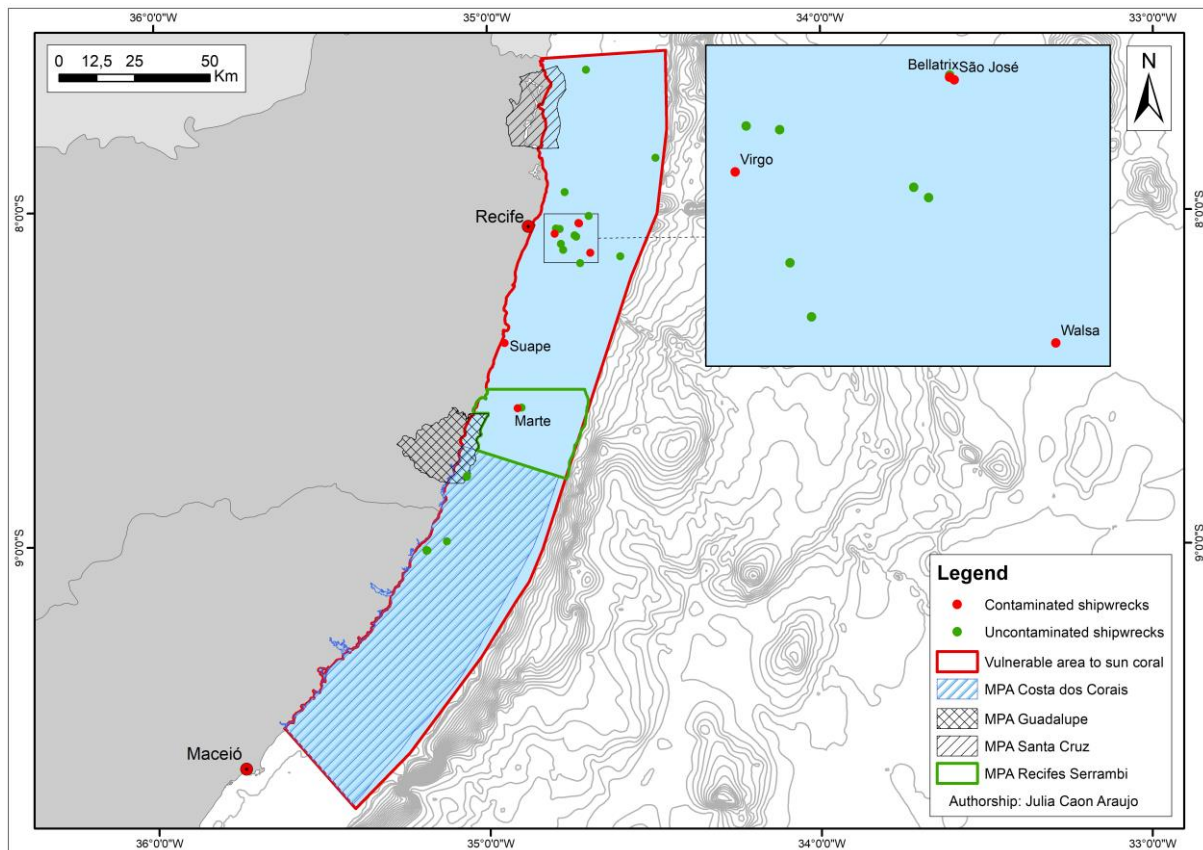 36°0'0"W 35°0'0"W 34°0'0"W 33°0'0"W
0 12,5 25 50
Km
N
Bellatrix São José
Virgo
Walsa
8°0'0"S 8°0'0"S
Recife
Suape
Marte
9°0'0"S 9°0'0"S
Maceió
Legend
Contaminated shipwrecks
Uncontaminated shipwrecks
Vulnerable area to sun coral
MPA Costa dos Corais
MPA Guadalupe
MPA Santa Cruz
MPA Recifes Serrambi
Authorship: Julia Caon Araujo
36°0'0"W 35°0'0"W 34°0'0"W 33°0'0"W